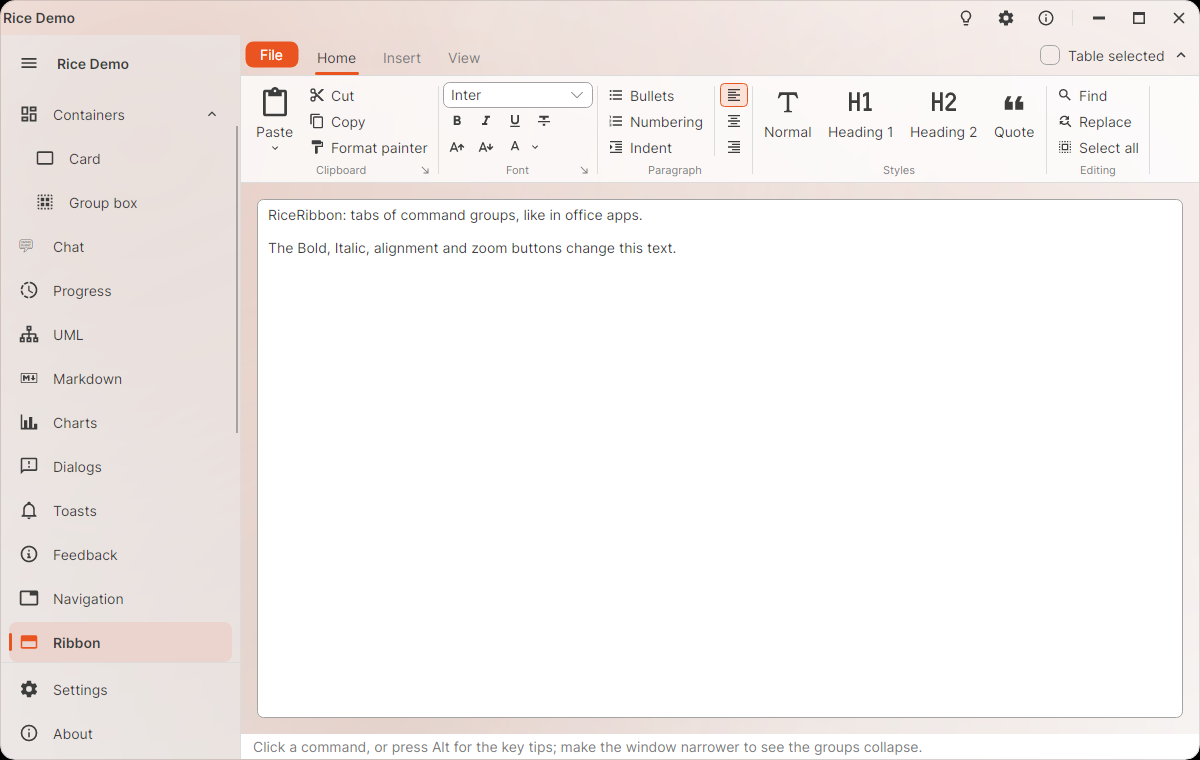 Rice Demo
Rice Demo
Containers
Card
Group box
Chat
Progress
UML
Markdown
Charts
Dialogs
Toasts
Feedback
Navigation
Ribbon
Settings
About
File
Home
Insert
View
Table selected
Paste
Cut
Copy
Format painter
Clipboard
Inter
B I U T
A A A
Font
Bullets
Numbering
Indent
Paragraph
T
Normal
H1
Heading 1
H2
Heading 2
Quote
Styles
Find
Replace
Select all
Editing
RiceRibbon: tabs of command groups, like in office apps.
The Bold, Italic, alignment and zoom buttons change this text.
Click a command, or press Alt for the key tips; make the window narrower to see the groups collapse.